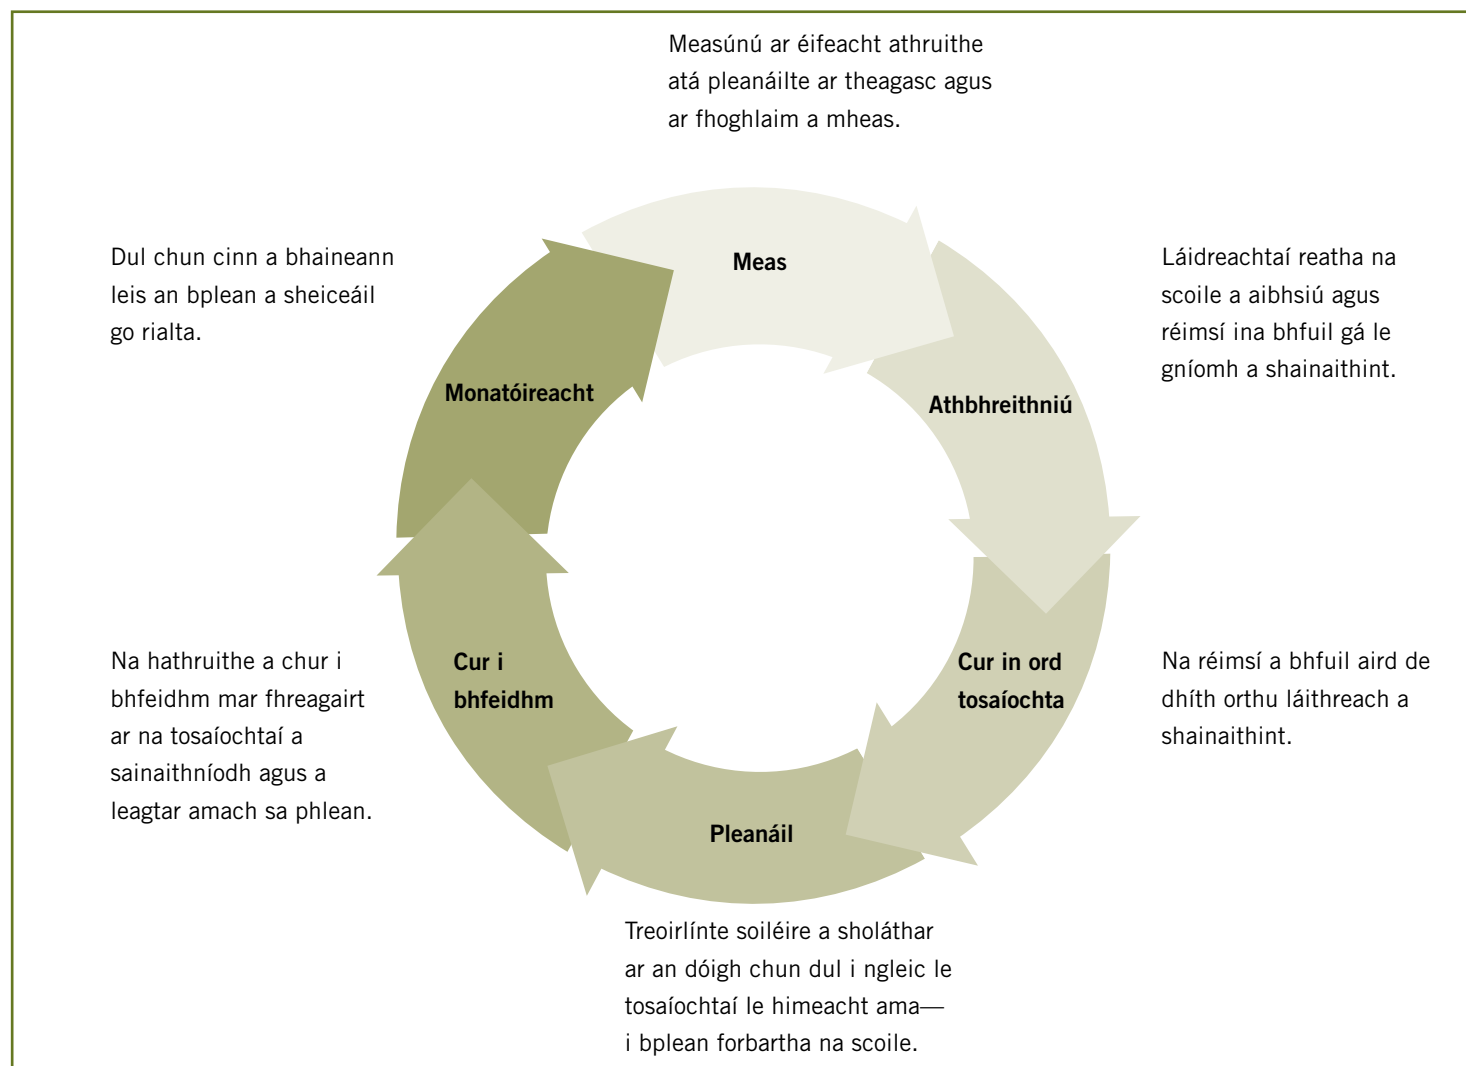 Measúnú ar éifeacht athruithe
atá pleanáilte ar theagasc agus
ar fhoghlaim a mheas.
Meas
Láidreachtaí reatha na
scoile a aibhsiú agus
réimsí ina bhfuil gá le
gníomh a shainaithint.
Athbhreithniú
Na réimsí a bhfuil aird de
dhíth orthu láithreach a
shainaithint.
Cur in ord
tosaíochta
Pleanáil
Treoirlínte soiléire a sholáthar
ar an dóigh chun dul i ngleic le
tosaíochtaí le himeacht ama—
i bplean forbartha na scoile.
Cur i
bhfeidhm
Na hathruithe a chur i
bhfeidhm mar fhreagairt
ar na tosaíochtaí a
sainaithníodh agus a
leagtar amach sa phlean.
Monatóireacht
Dul chun cinn a bhaineann
leis an bplean a sheiceáil
go rialta.